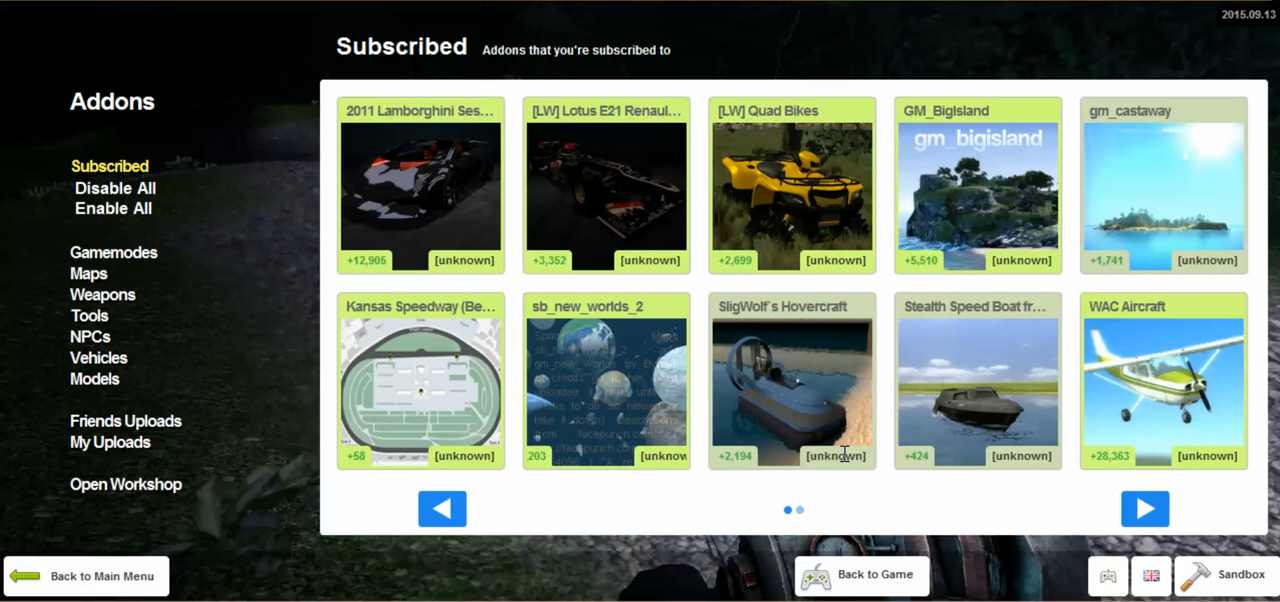 2015.09.13
Subscribed Addons that you're subscribed to
Addons
Subscribed
Disable All
Enable All
Gamemodes
Maps
Weapons
Tools
NPCs
Vehicles
Models
Friends Uploads
My Uploads
Open Workshop
2011 Lamborghini Ses...
+12,905 [unknown]
[LW] Lotus E21 Renaul...
+3,352 [unknown]
[LW] Quad Bikes
+2,699 [unknown]
GM_BigIsland
gm_bigisland
+5,510 [unknown]
gm_castaway
+1,741 [unknown]
Kansas Speedway (Be...
+58 [unknown]
sb_new_worlds_2
203 [unknow
SligWolf's Hovercraft
+2,194 [unknown]
Stealth Speed Boat fr...
+424 [unknown]
WAC Aircraft
+28,363 [unknown]
Back to Main Menu
Back to Game
Sandbox